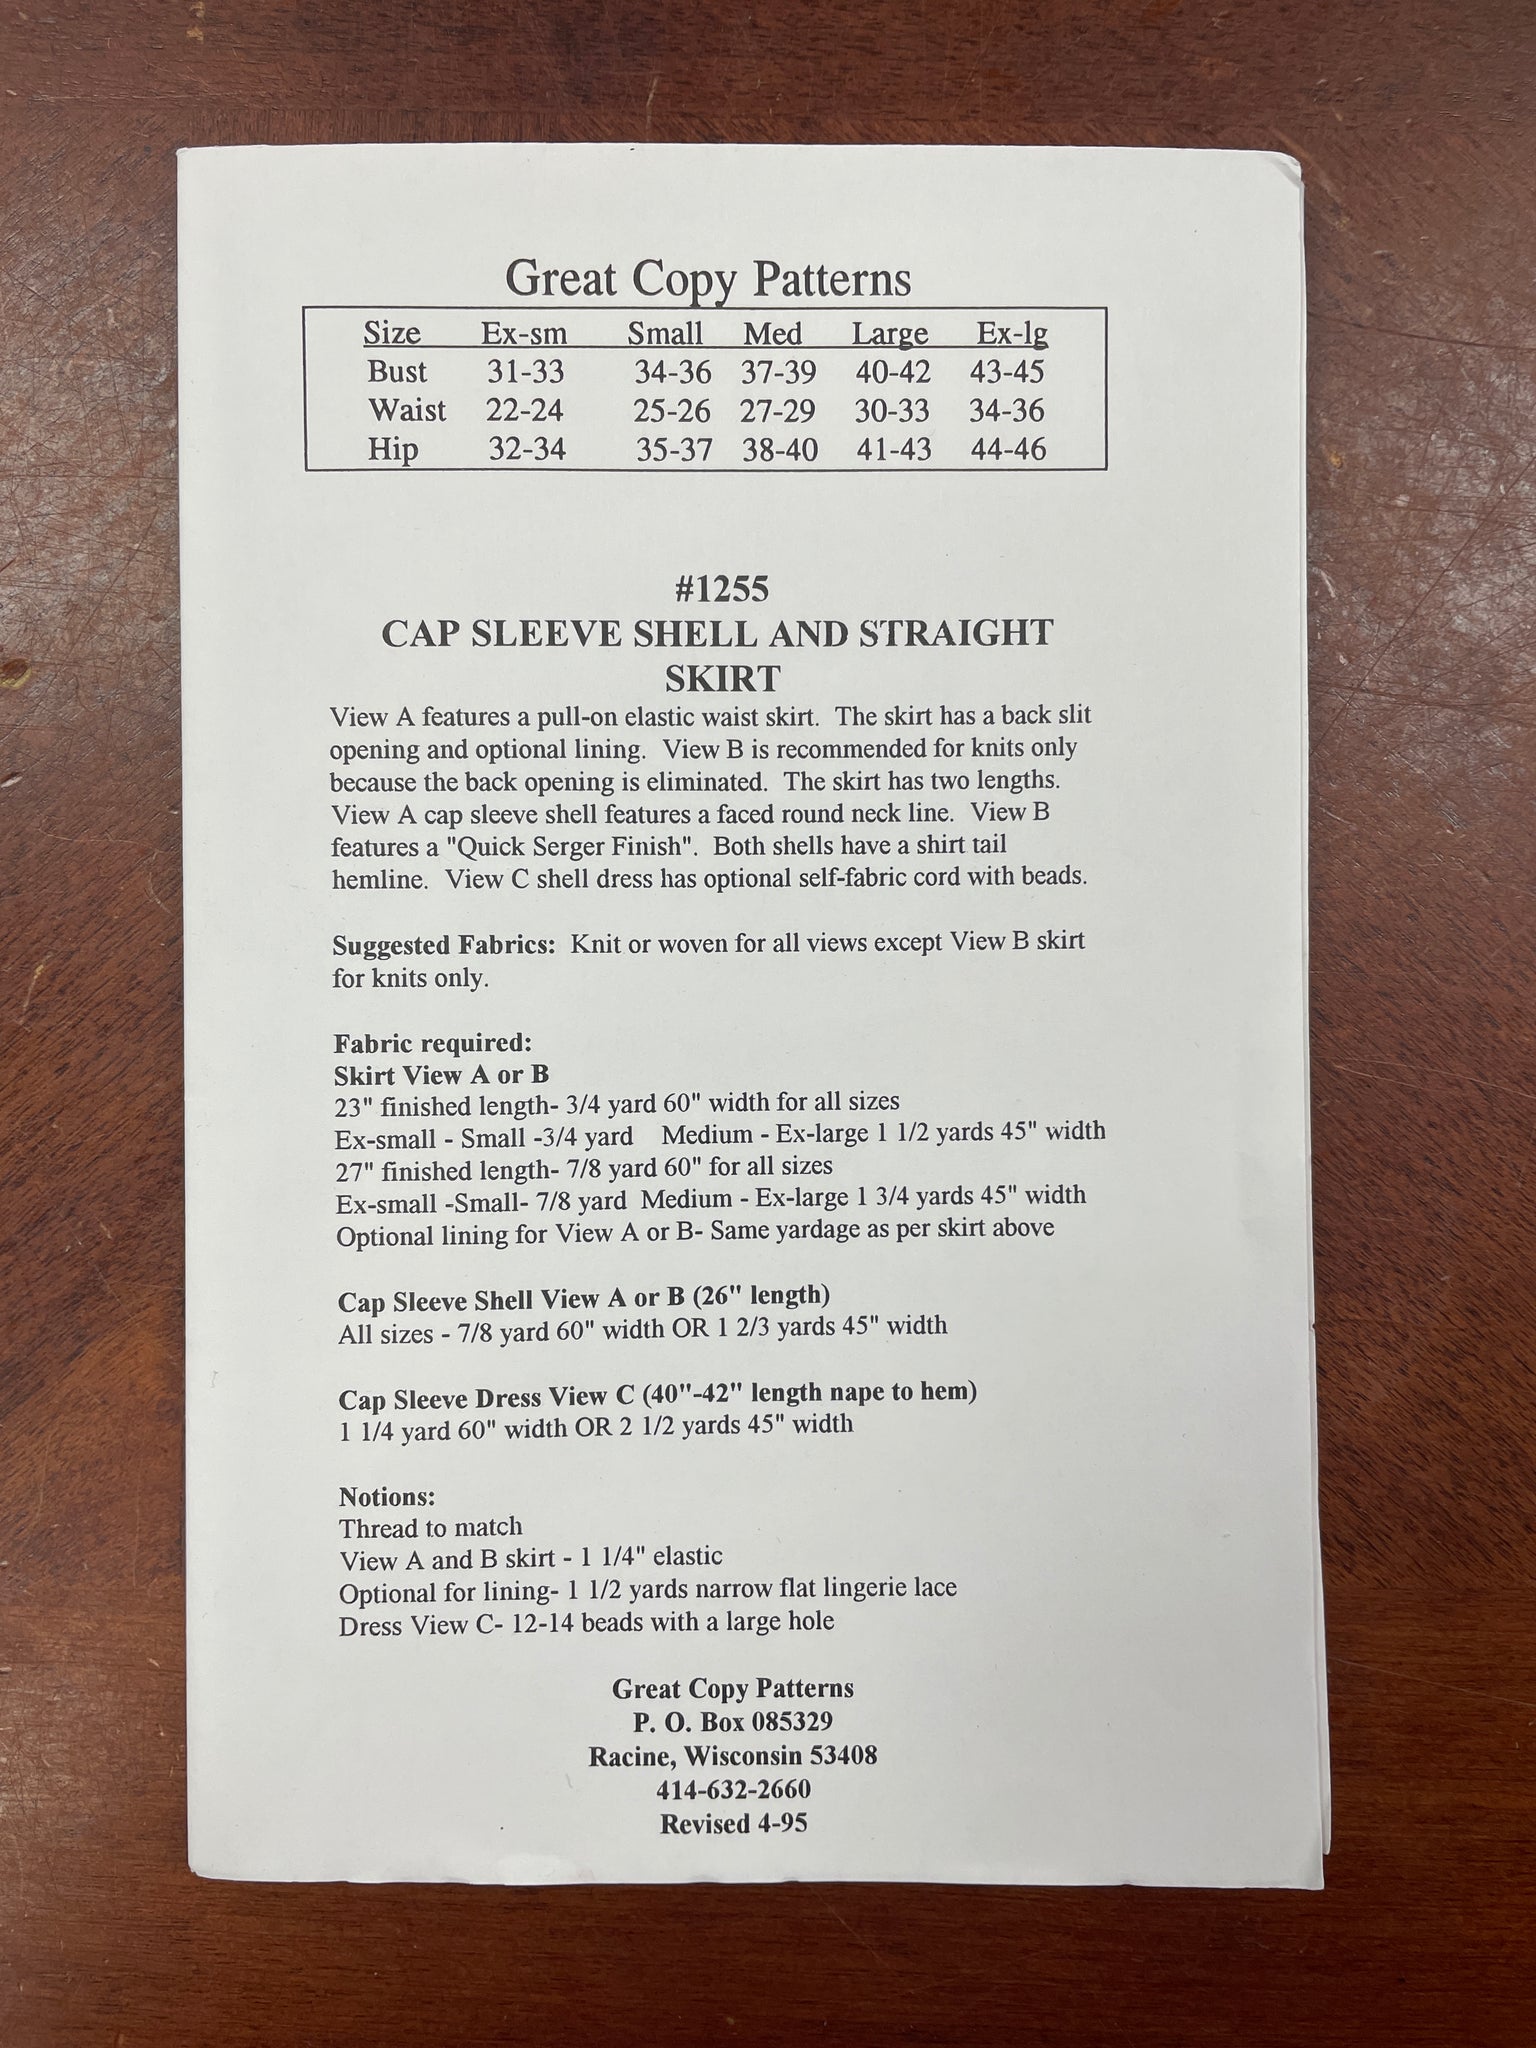 Great Copy Patterns
Size Ex-sm Small Med Large Ex-lg
Bust 31-33 34-36 37-39 40-42 43-45
Waist 22-24 25-26 27-29 30-33 34-36
Hip 32-34 35-37 38-40 41-43 44-46
#1255
CAP SLEEVE SHELL AND STRAIGHT
SKIRT
View A features a pull-on elastic waist skirt. The skirt has a back slit
opening and optional lining. View B is recommended for knits only
because the back opening is eliminated. The skirt has two lengths.
View A cap sleeve shell features a faced round neck line. View B
features a "Quick Serger Finish". Both shells have a shirt tail
hemline. View C shell dress has optional self-fabric cord with beads.
Suggested Fabrics: Knit or woven for all views except View B skirt
for knits only.
Fabric required:
Skirt View A or B
23" finished length- 3/4 yard 60" width for all sizes
Ex-small - Small -3/4 yard Medium - Ex-large 1 1/2 yards 45" width
27" finished length- 7/8 yard 60" for all sizes
Ex-small -Small- 7/8 yard Medium - Ex-large 1 3/4 yards 45" width
Optional lining for View A or B- Same yardage as per skirt above
Cap Sleeve Shell View A or B (26" length)
All sizes - 7/8 yard 60" width OR 1 2/3 yards 45" width
Cap Sleeve Dress View C (40"-42" length nape to hem)
1 1/4 yard 60" width OR 2 1/2 yards 45" width
Notions:
Thread to match
View A and B skirt - 1 1/4" elastic
Optional for lining- 1 1/2 yards narrow flat lingerie lace
Dress View C- 12-14 beads with a large hole
Great Copy Patterns
P. O. Box 085329
Racine, Wisconsin 53408
414-632-2660
Revised 4-95